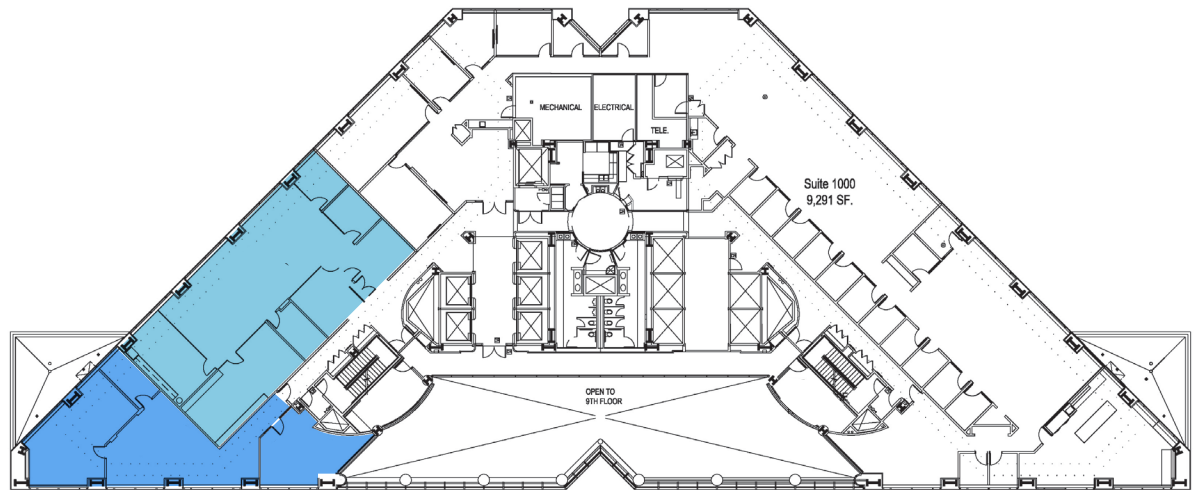 MECHANICAL
ELECTRICAL
TELE.
Suite 1000
9,291 SF.
OPEN TO
9TH FLOOR